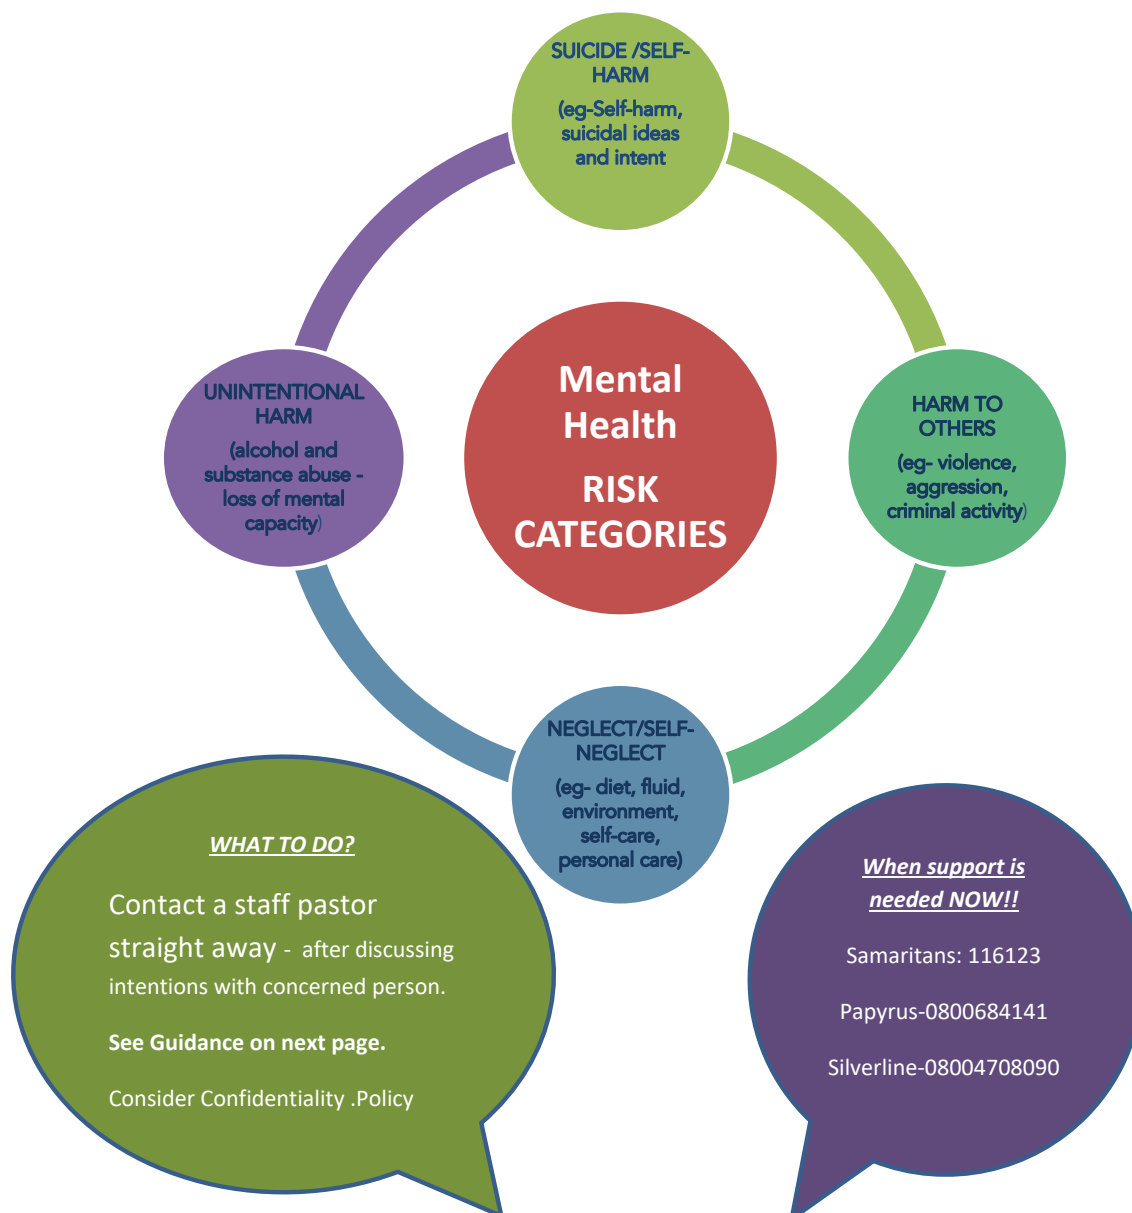 SUICIDE /SELF-
HARM
(eg-Self-harm,
suicidal ideas
and intent
UNINTENTIONAL
HARM
(alcohol and
substance abuse -
loss of mental
capacity)
Mental
Health
RISK
CATEGORIES
HARM TO
OTHERS
(eg- violence,
aggression,
criminal activity)
NEGLECT/SELF-
NEGLECT
(eg- diet, fluid,
environment,
self-care,
personal care)
WHAT TO DO?
Contact a staff pastor
straight away - after discussing
intentions with concerned person.
See Guidance on next page.
Consider Confidentiality .Policy
When support is
needed NOW!!
Samaritans: 116123
Papyrus-0800684141
Silverline-08004708090